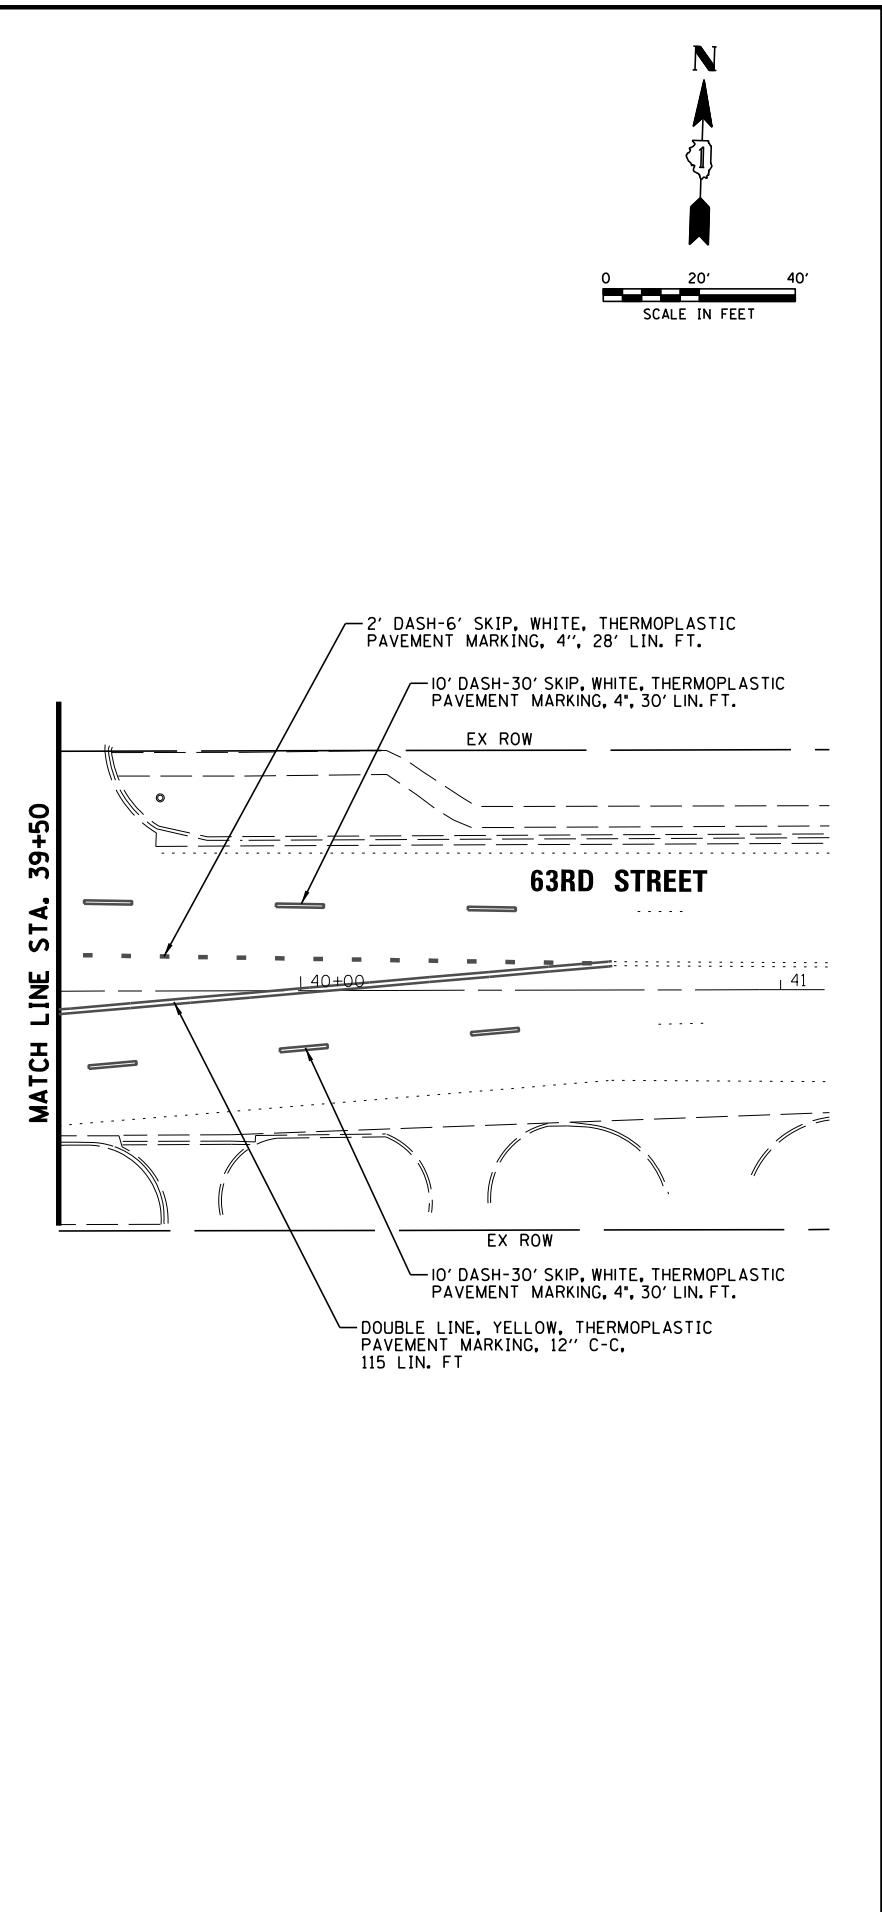 N
1
0 20' 40'
SCALE IN FEET
2' DASH-6' SKIP, WHITE, THERMOPLASTIC
PAVEMENT MARKING, 4'', 28' LIN. FT.
10' DASH-30' SKIP, WHITE, THERMOPLASTIC
PAVEMENT MARKING, 4", 30' LIN. FT.
EX ROW
MATCH LINE STA. 39+50
63RD STREET
40+00
41
EX ROW
10' DASH-30' SKIP, WHITE, THERMOPLASTIC
PAVEMENT MARKING, 4", 30' LIN. FT.
DOUBLE LINE, YELLOW, THERMOPLASTIC
PAVEMENT MARKING, 12'' C-C,
115 LIN. FT